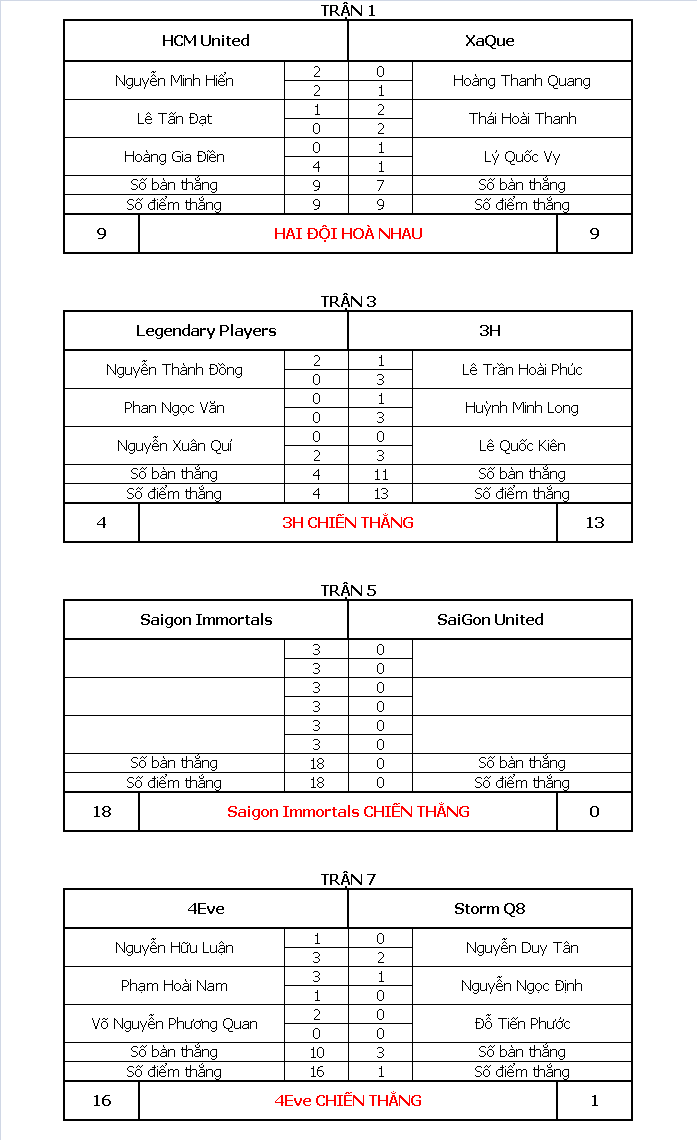 TRẬN 1
HCM United XaQue
2 0
Nguyễn Minh Hiển Hoàng Thanh Quang
2 1
1 2
Lê Tấn Đạt Thái Hoài Thanh
0 2
0 1
Hoàng Gia Điền Lý Quốc Vy
4 1
Số bàn thắng 9 7 Số bàn thắng
Số điểm thắng 9 9 Số điểm thắng
9 HAI ĐỘI HOÀ NHAU 9
TRẬN 3
Legendary Players 3H
2 1
Nguyễn Thành Đồng Lê Trần Hoài Phúc
0 3
0 1
Phan Ngọc Văn Huỳnh Minh Long
0 3
0 0
Nguyễn Xuân Quí Lê Quốc Kiên
2 3
Số bàn thắng 4 11 Số bàn thắng
Số điểm thắng 4 13 Số điểm thắng
4 3H CHIẾN THẮNG 13
TRẬN 5
Saigon Immortals SaiGon United
3 0
3 0
3 0
3 0
3 0
3 0
Số bàn thắng 18 0 Số bàn thắng
Số điểm thắng 18 0 Số điểm thắng
18 Saigon Immortals CHIẾN THẮNG 0
TRẬN 7
4Eve Storm Q8
1 0
Nguyễn Hữu Luận Nguyễn Duy Tân
3 2
3 1
Phạm Hoài Nam Nguyễn Ngọc Định
1 0
2 0
Võ Nguyễn Phương Quan Đỗ Tiến Phước
0 0
Số bàn thắng 10 3 Số bàn thắng
Số điểm thắng 16 1 Số điểm thắng
16 4Eve CHIẾN THẮNG 1